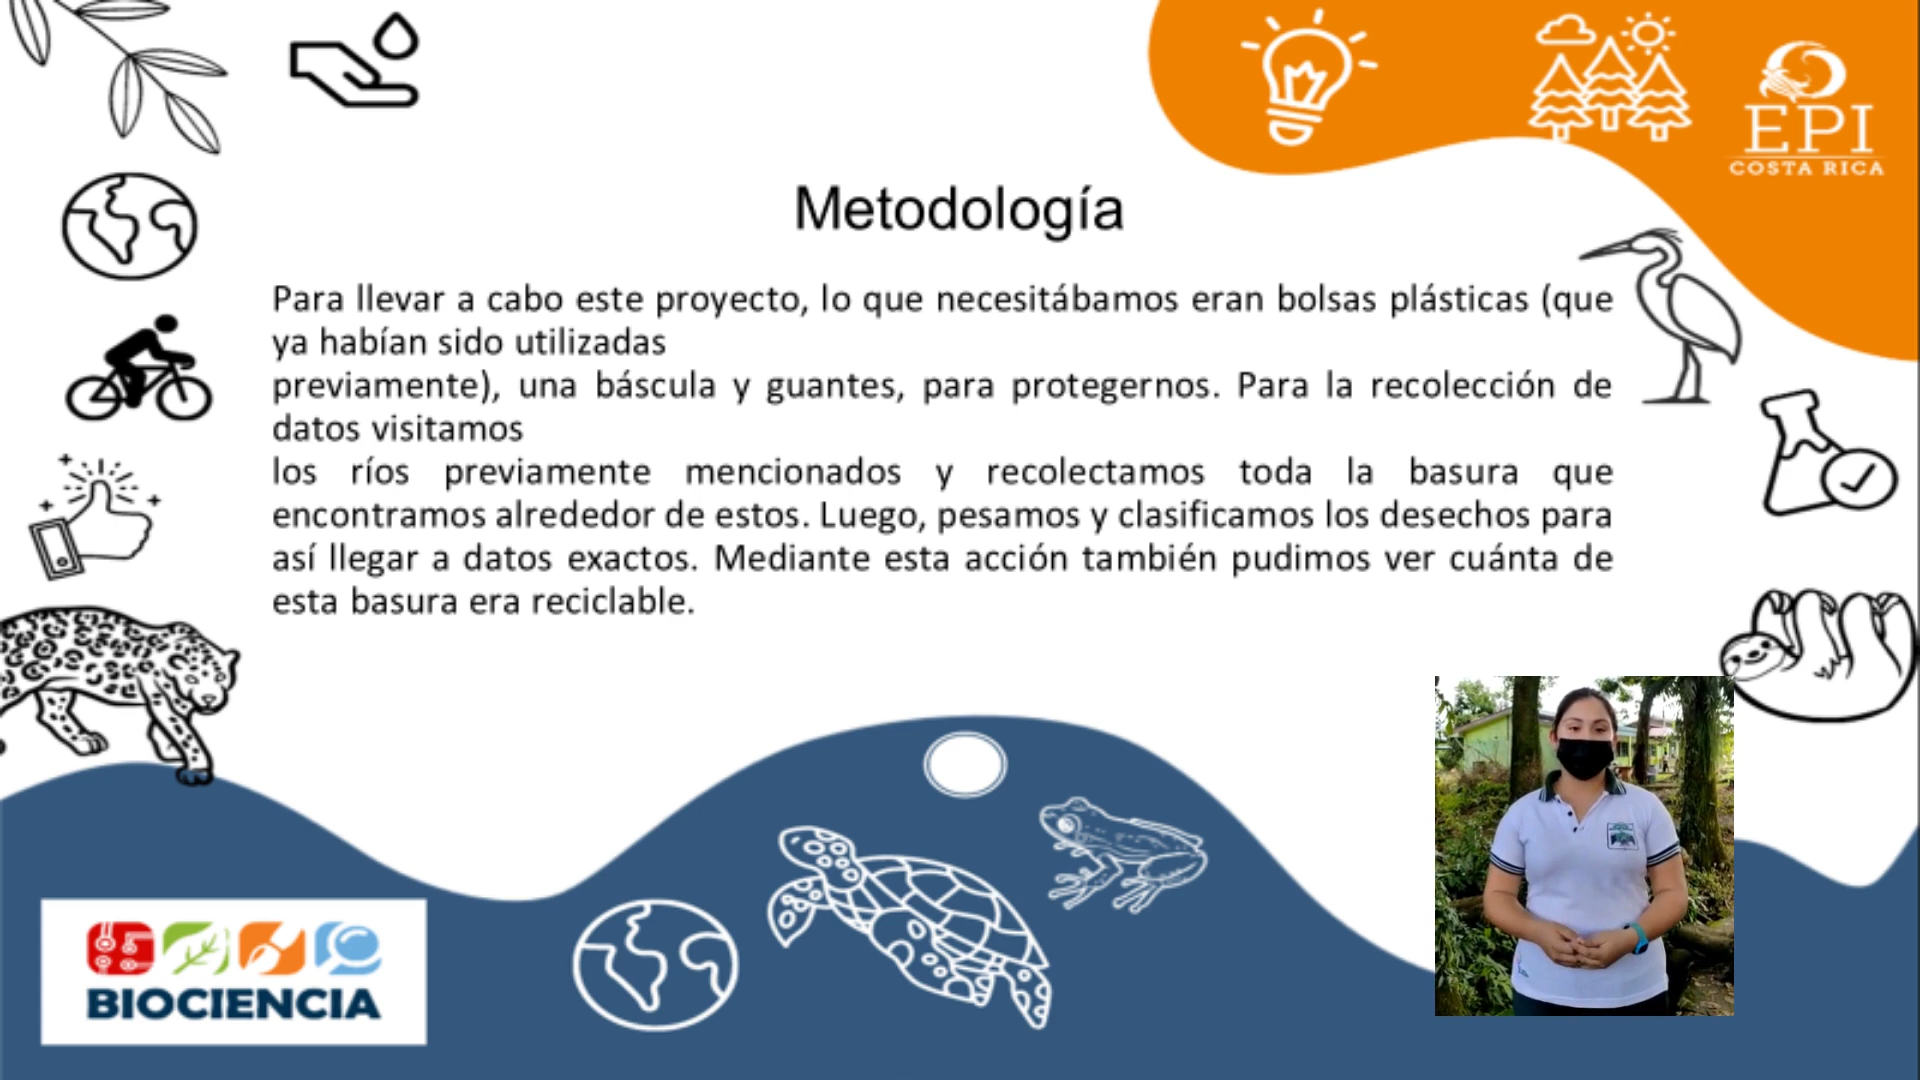 EPI
COSTA RICA
Metodología
Para llevar a cabo este proyecto, lo que necesitábamos eran bolsas plásticas (que
ya habían sido utilizadas
previamente), una báscula y guantes, para protegernos. Para la recolección de
datos visitamos
los ríos previamente mencionados y recolectamos toda la basura que
encontramos alrededor de estos. Luego, pesamos y clasificamos los desechos para
así llegar a datos exactos. Mediante esta acción también pudimos ver cuánta de
esta basura era reciclable.
BIOCIENCIA